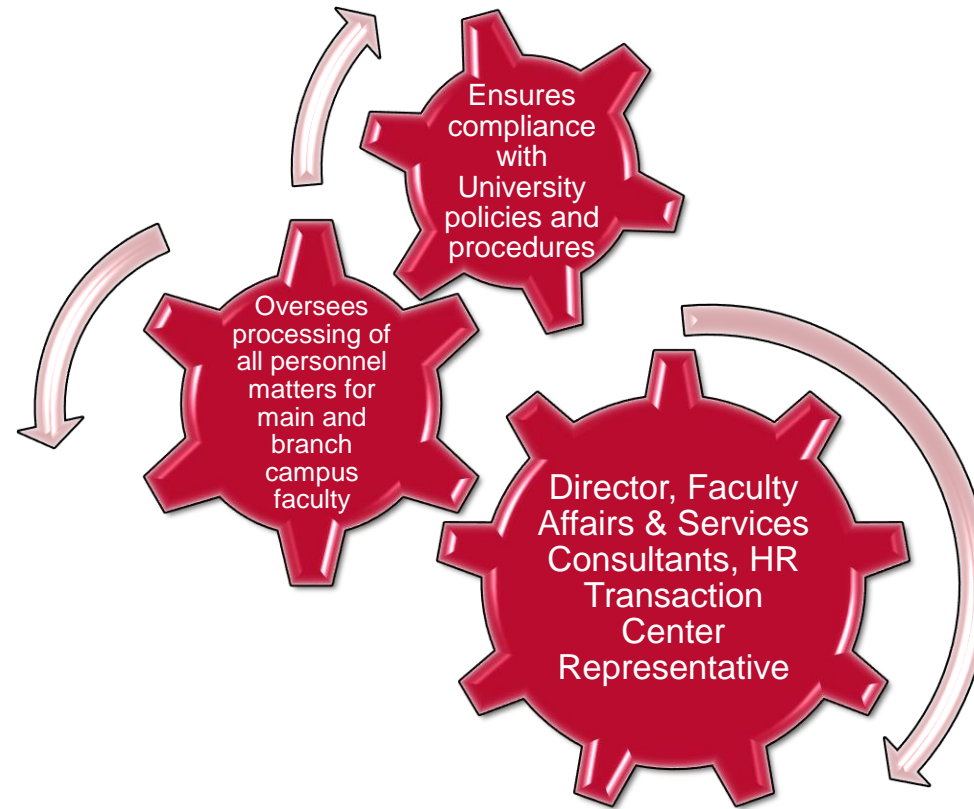 Ensures
compliance
with
University
policies and
procedures
Oversees
processing of
all personnel
matters for
main and
branch
campus
faculty
Director, Faculty
Affairs & Services
Consultants, HR
Transaction
Center
Representative